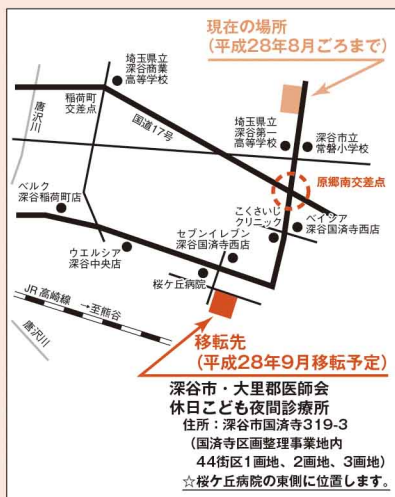 現在の場所
(平成28年8月ごろまで)
埼玉県立
深谷商業
高等学校
稲荷町
交差点
唐沢川
国道17号
埼玉県立
深谷第一
高等学校
深谷市立
常磐小学校
原郷南交差点
ベルク
深谷稲荷町店
こくさいじ
クリニック
ベイシア
深谷国済寺西店
セブンイレブン
深谷国済寺西店
ウエルシア
深谷中央店
桜ケ丘病院
JR高崎線 →至熊谷
唐沢川
移転先
(平成28年9月移転予定)
深谷市・大里郡医師会
休日こども夜間診療所
住所：深谷市国済寺319-3
(国済寺区画整理事業地内
44街区1画地、2画地、3画地)
☆桜ケ丘病院の東側に位置します。